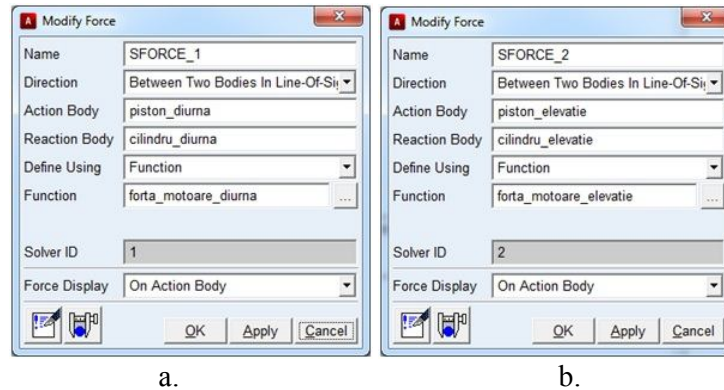 Modify Force
Name SFORCE_1
Direction Between Two Bodies In Line-Of-Si
Action Body piston_diurna
Reaction Body cilindru_diurna
Define Using Function
Function forta_motoare_diurna ...
Solver ID 1
Force Display On Action Body
OK Apply Cancel
a.
Modify Force
Name SFORCE_2
Direction Between Two Bodies In Line-Of-Si
Action Body piston_elevatie
Reaction Body cilindru_elevatie
Define Using Function
Function forta_motoare_elevatie ...
Solver ID 2
Force Display On Action Body
OK Apply Cancel
b.